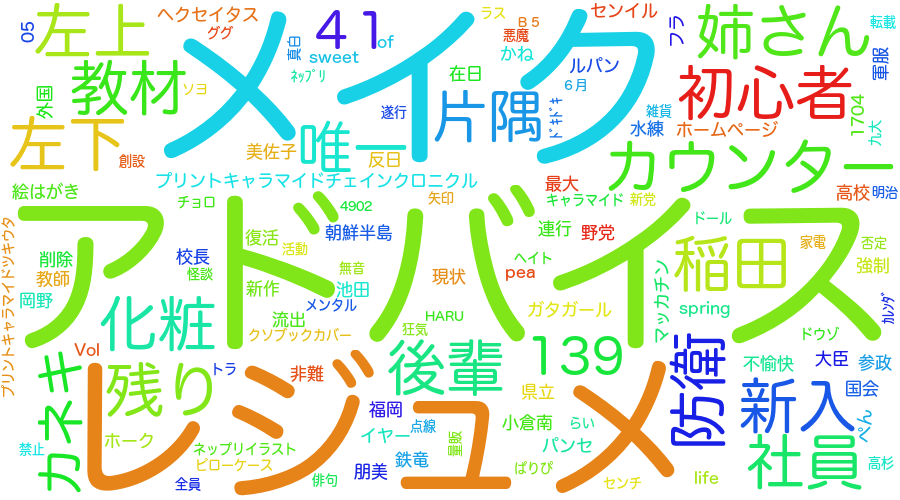 ヘクセイタス
ググ
41
of
ラス
B5
悪魔
センイル
フラ
姉さん
転載
05
左上
メイク
真白
sweet
ネップリ
かね
ルパン
軍服
教材
外国
ソヨ
在日
6月
初心者
遂行
片隅
ドキドキ
雑貨
1704
九大
左下
創設
唯一
水練
ホームページ
美佐子
反日
カウンター
絵はがき
プリントキャラマイドチェインクロニクル
最大
高校
明治
チョロ
4902
矢印
キャラマイド
新党
アドバイス
プリントキャラマイドツキウタ
削除
校長
復活
朝鮮半島
連行
野党
ドール
稲田
家電
否定
教師
怪談
活動
ヘイト
強制
岡野
新作
無音
池田
現状
pea
マッカチン
カレンダ
化粧
流出
メンタル
HARU
ガタガール
spring
ドウゾ
クソブックカバー
狂気
Vol
後輩
139
防衛
不愉快
大臣
参政
カネキ
残り
トラ
非難
レジュメ
県立
新入
国会
福岡
ぺん
禁止
ホーク
ネップリイラスト
イヤー
点線
量販
小倉南
らい
パンセ
社員
ピローケース
鉄竜
ぱりぴ
高杉
全員
俳句
朋美
センチ
life